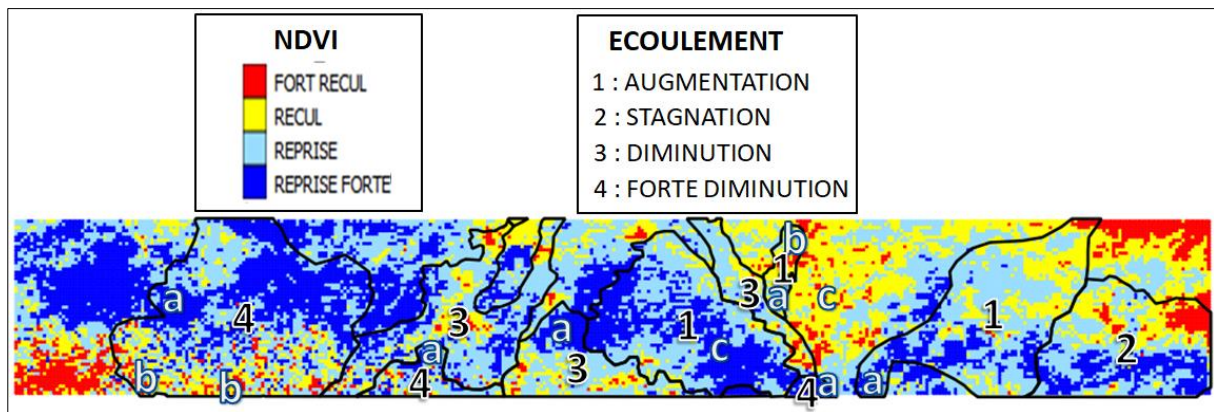 NDVI
FORT RECUL
RECUL
REPRISE
REPRISE FORTE
ECOULEMENT
1 : AUGMENTATION
2 : STAGNATION
3 : DIMINUTION
4 : FORTE DIMINUTION
b
1
a 4 3 a 1 3 a c 1
a 3 c 2
b b 4 4 a a